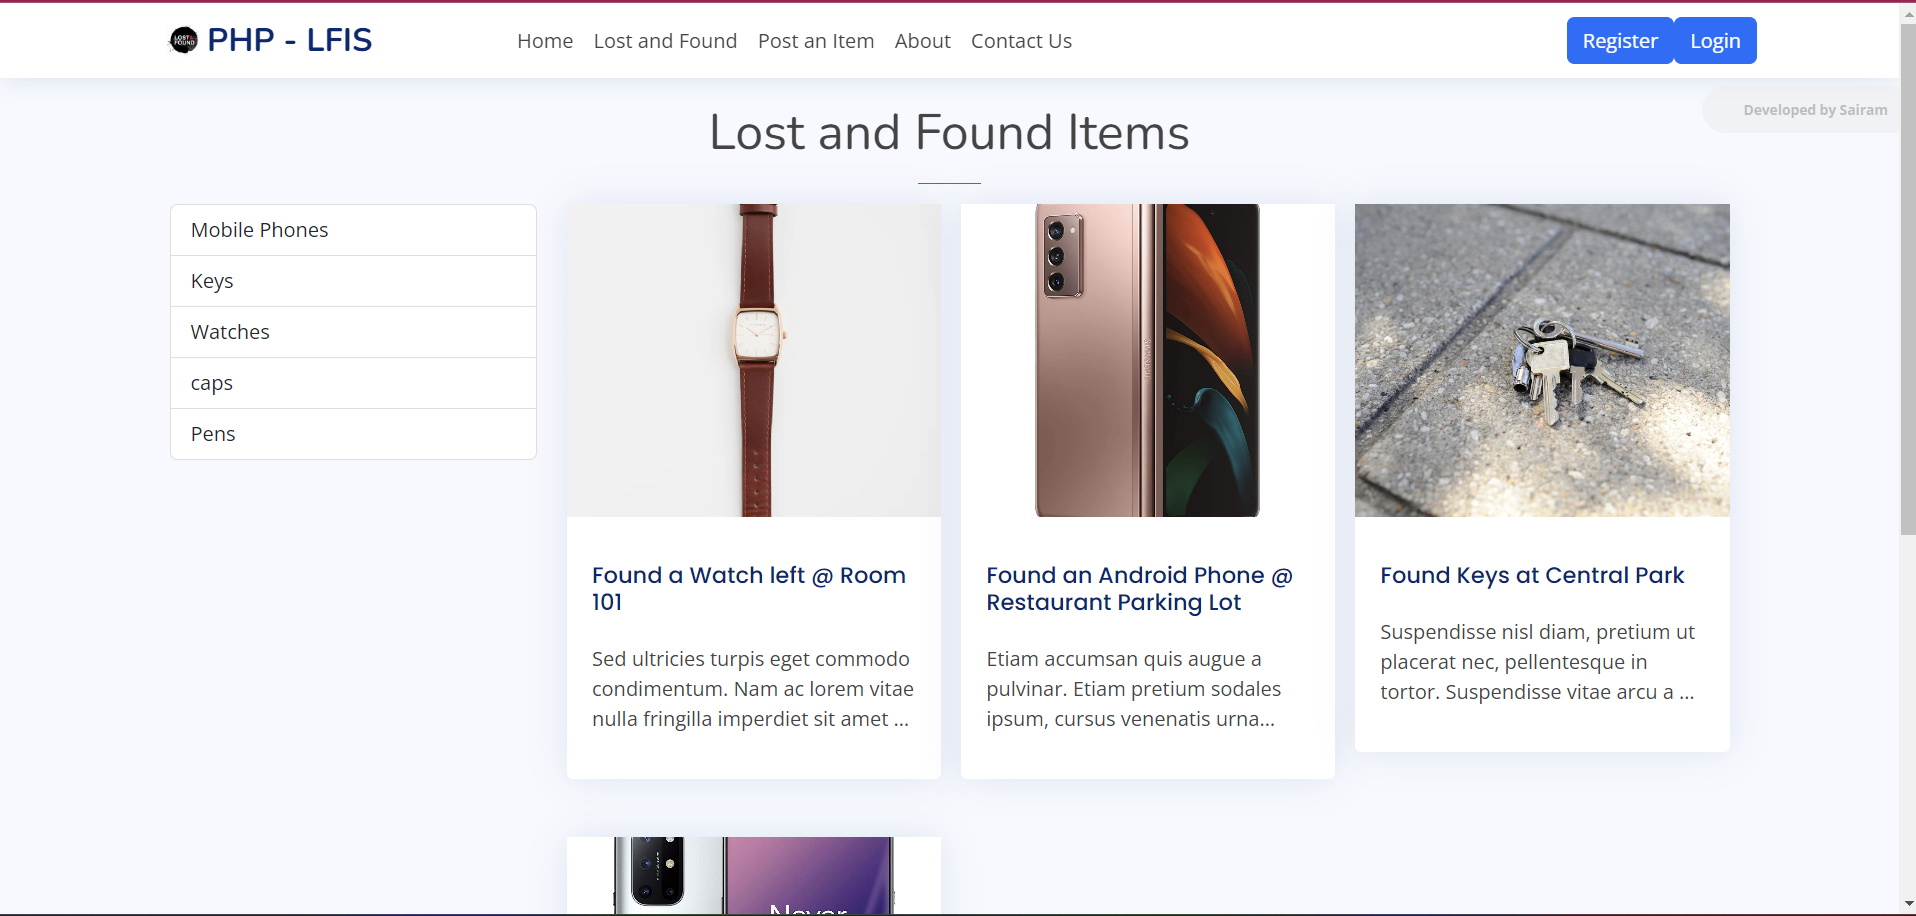 LOST & FOUND
PHP - LFIS
Home Lost and Found Post an Item About Contact Us
Register Login
Developed by Sairam
Lost and Found Items
Mobile Phones
Keys
Watches
caps
Pens
SAMSUNG
Found a Watch left @ Room
101
Sed ultricies turpis eget commodo
condimentum. Nam ac lorem vitae
nulla fringilla imperdiet sit amet ...
Found an Android Phone @
Restaurant Parking Lot
Etiam accumsan quis augue a
pulvinar. Etiam pretium sodales
ipsum, cursus venenatis urna...
Found Keys at Central Park
Suspendisse nisl diam, pretium ut
placerat nec, pellentesque in
tortor. Suspendisse vitae arcu a ...
Never